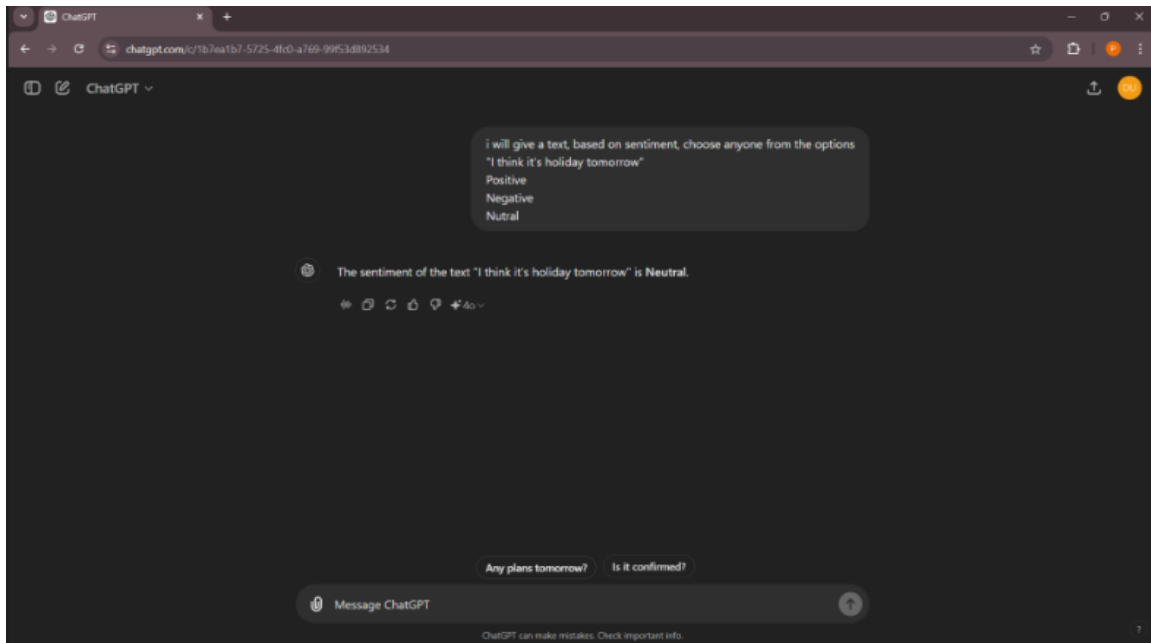 ChatGPT
chatgpt.com/c/1b7ea1b7-5725-4fc0-a769-99f53d892534
P
ChatGPT
DU
i will give a text, based on sentiment, choose anyone from the options
"I think it's holiday tomorrow"
Positive
Negative
Nutral
The sentiment of the text "I think it's holiday tomorrow" is Neutral.
4o
Any plans tomorrow? Is it confirmed?
Message ChatGPT
ChatGPT can make mistakes. Check important info.
?